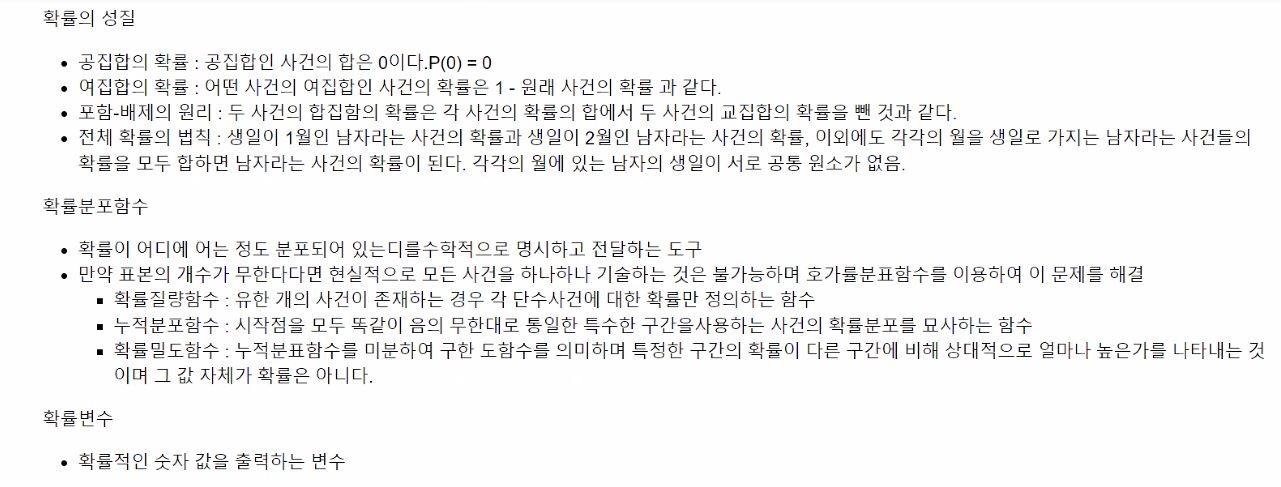 확률의 성질
공집합의 확률 : 공집합인 사건의 합은 0이다.P(0) = 0
여집합의 확률 : 어떤 사건의 여집합인 사건의 확률은 1 - 원래 사건의 확률 과 같다.
포함-배제의 원리 : 두 사건의 합집함의 확률은 각 사건의 확률의 합에서 두 사건의 교집합의 확률을 뺀 것과 같다.
전체 확률의 법칙 : 생일이 1월인 남자라는 사건의 확률과 생일이 2월인 남자라는 사건의 확률, 이외에도 각각의 월을 생일로 가지는 남자라는 사건들의
확률을 모두 합하면 남자라는 사건의 확률이 된다. 각각의 월에 있는 남자의 생일이 서로 공통 원소가 없음.
확률분포함수
확률이 어디에 어는 정도 분포되어 있는디를수학적으로 명시하고 전달하는 도구
만약 표본의 개수가 무한다다면 현실적으로 모든 사건을 하나하나 기술하는 것은 불가능하며 호가률분표함수를 이용하여 이 문제를 해결
확률질량함수 : 유한 개의 사건이 존재하는 경우 각 단수사건에 대한 확률만 정의하는 함수
누적분포함수 : 시작점을 모두 똑같이 음의 무한대로 통일한 특수한 구간을사용하는 사건의 확률분포를 묘사하는 함수
확률밀도함수 : 누적분표함수를 미분하여 구한 도함수를 의미하며 특정한 구간의 확률이 다른 구간에 비해 상대적으로 얼마나 높은가를 나타내는 것
이며 그 값 자체가 확률은 아니다.
확률변수
확률적인 숫자 값을 출력하는 변수